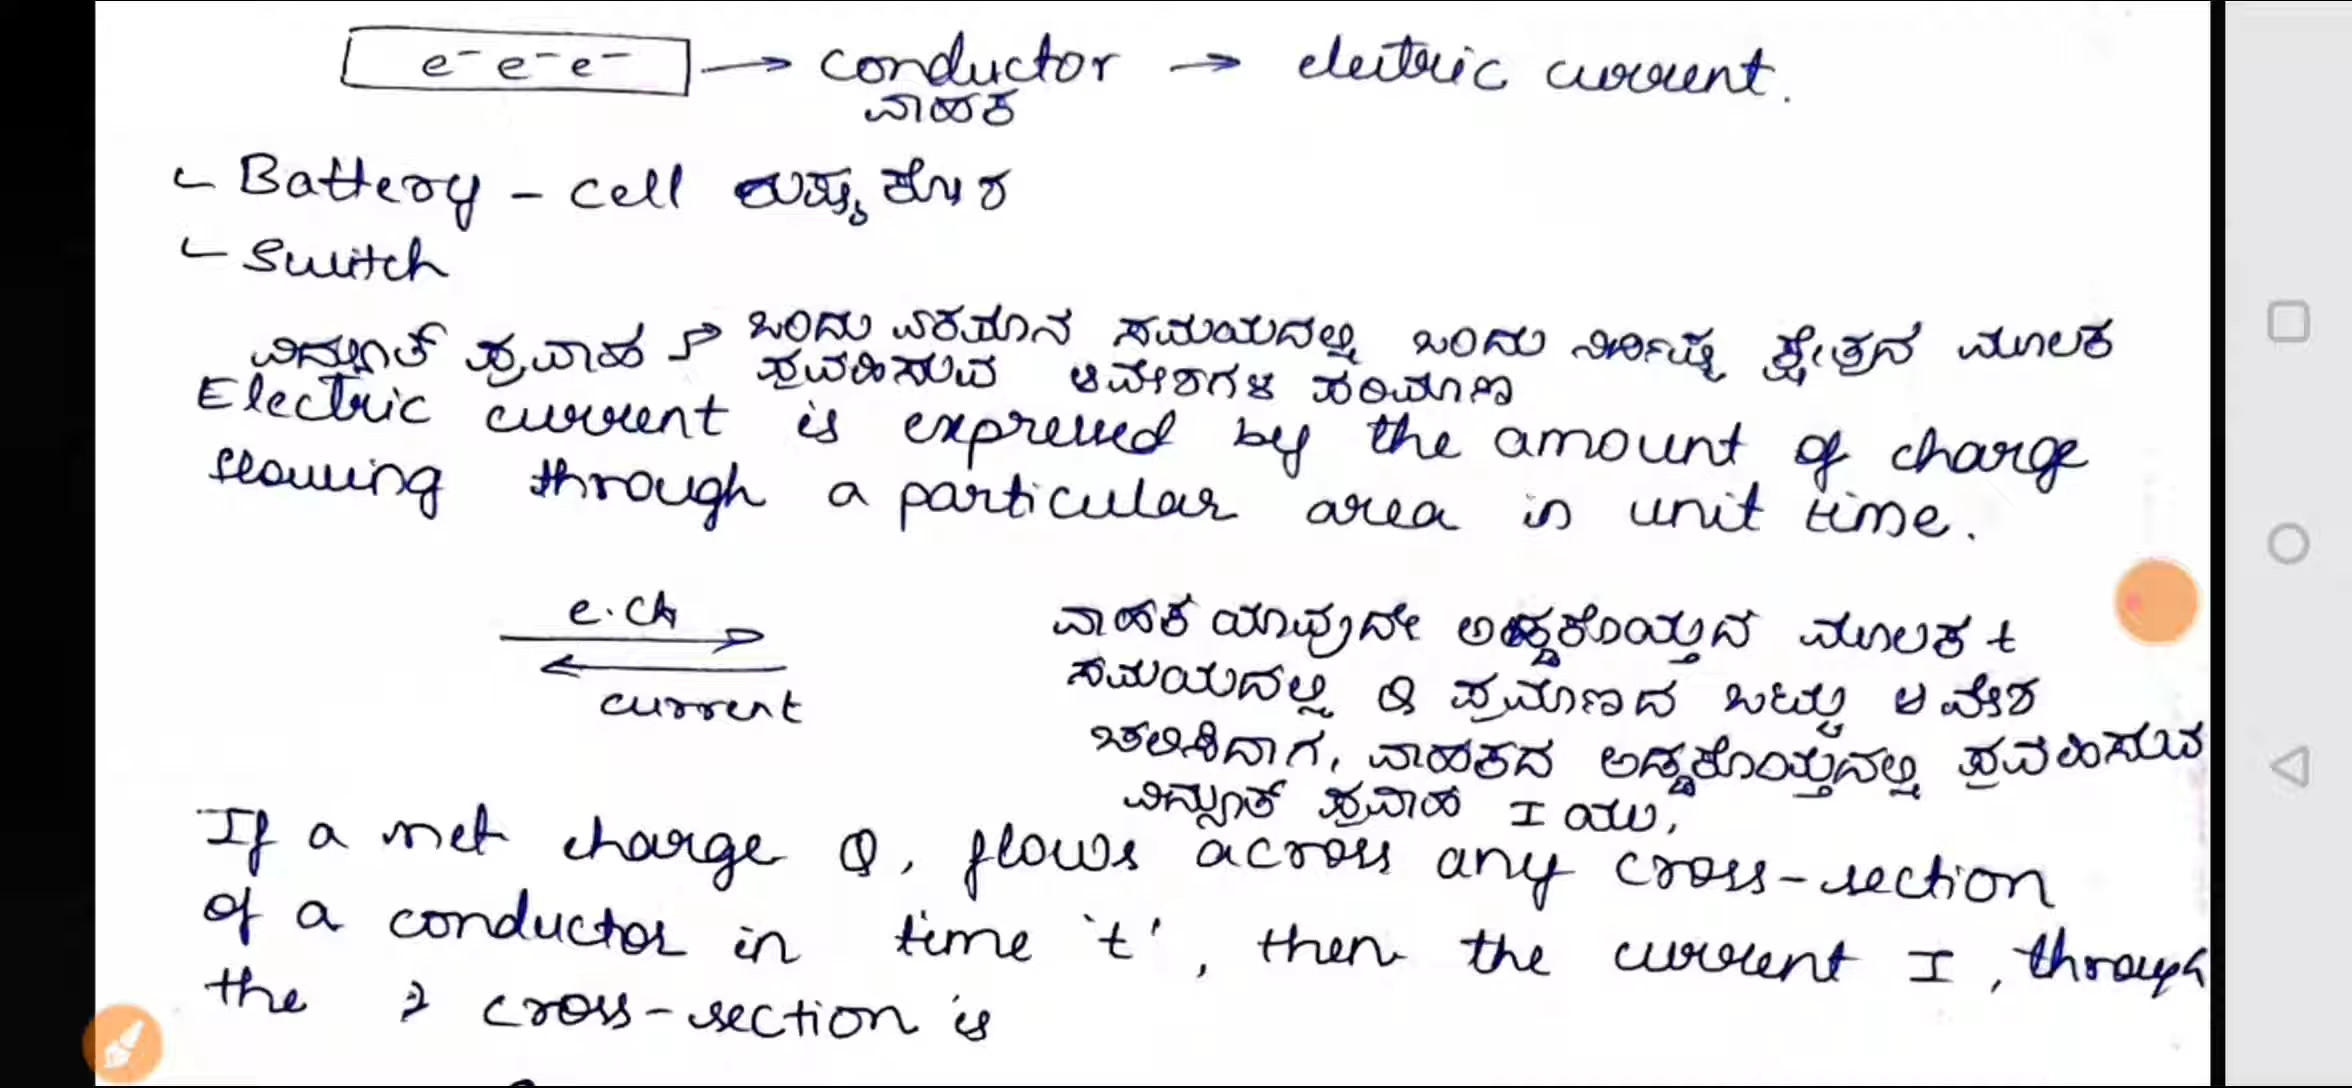 e⁻ e⁻ e⁻ → conductor → electric current.
ವಾಹಕ
Battery - cell ಶುಷ್ಕ ಕೋಶ
Switch
ವಿದ್ಯುತ್ ಪ್ರವಾಹ → ಒಂದು ಏಕಮಾನ ಸಮಯದಲ್ಲಿ ಒಂದು ನಿರ್ದಿಷ್ಟ ಕ್ಷೇತ್ರದ ಮೂಲಕ
ಪ್ರವಹಿಸುವ ಆವೇಶಗಳ ಪರಿಮಾಣ
Electric current is expressed by the amount of charge
flowing through a particular area in unit time.
e. →
← current
ವಾಹಕ ಯಾವುದೇ ಅಡ್ಡಕೊಯ್ತದ ಮೂಲಕ t
ಸಮಯದಲ್ಲಿ Q ಪ್ರಮಾಣದ ಒಟ್ಟು ಆವೇಶ
ಚಲಿಸಿದಾಗ, ವಾಹಕದ ಅಡ್ಡಕೊಯ್ತದಲ್ಲಿ ಪ್ರವಹಿಸುವ
ವಿದ್ಯುತ್ ಪ್ರವಾಹ I ಯು,
If a net charge Q, flows across any cross-section
of a conductor in time 't', then the current I, through
the cross-section is